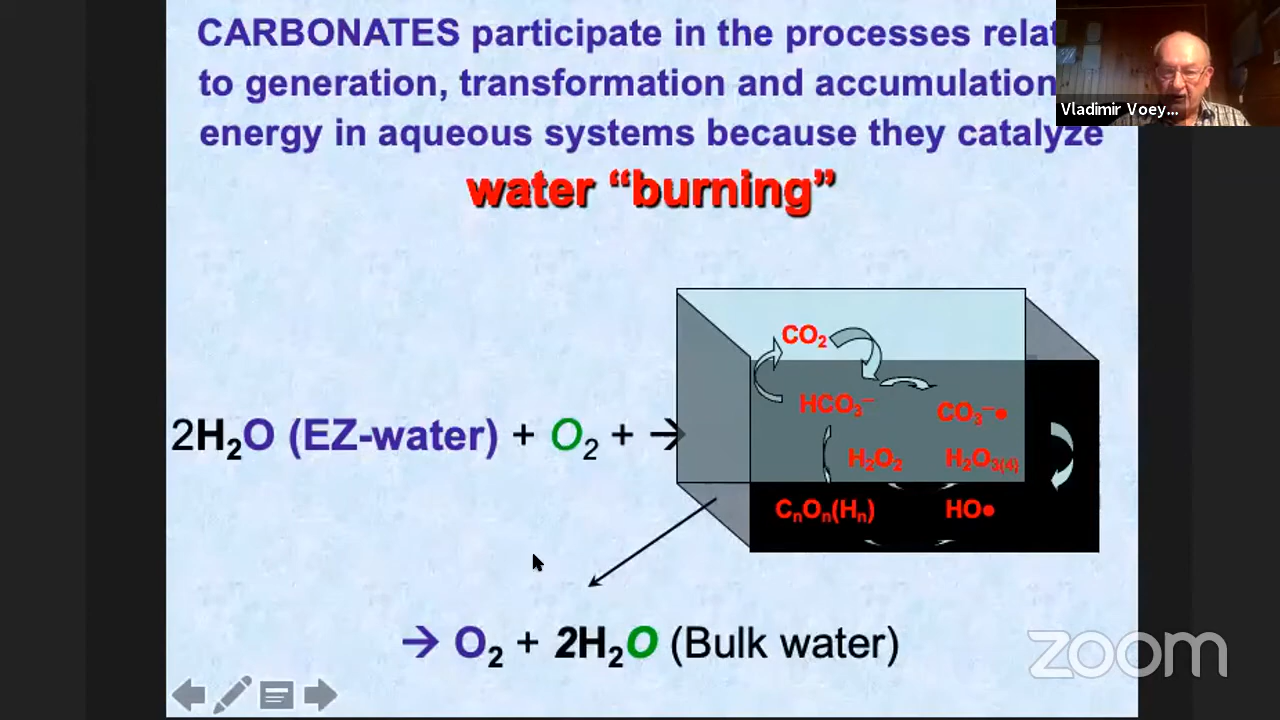 CARBONATES participate in the processes
to generation, transformation and accumulation
energy in aqueous systems because they catalyze
water “burning”
Vladimir Voey...
CO₂
HCO₃⁻
CO₃⁻•
2H₂O (EZ-water) + O₂ + →
H₂O₂
H₂O₃₍₄₎
CₙOₙ(Hₙ)
HO•
→ O₂ + 2H₂O (Bulk water)
zoom